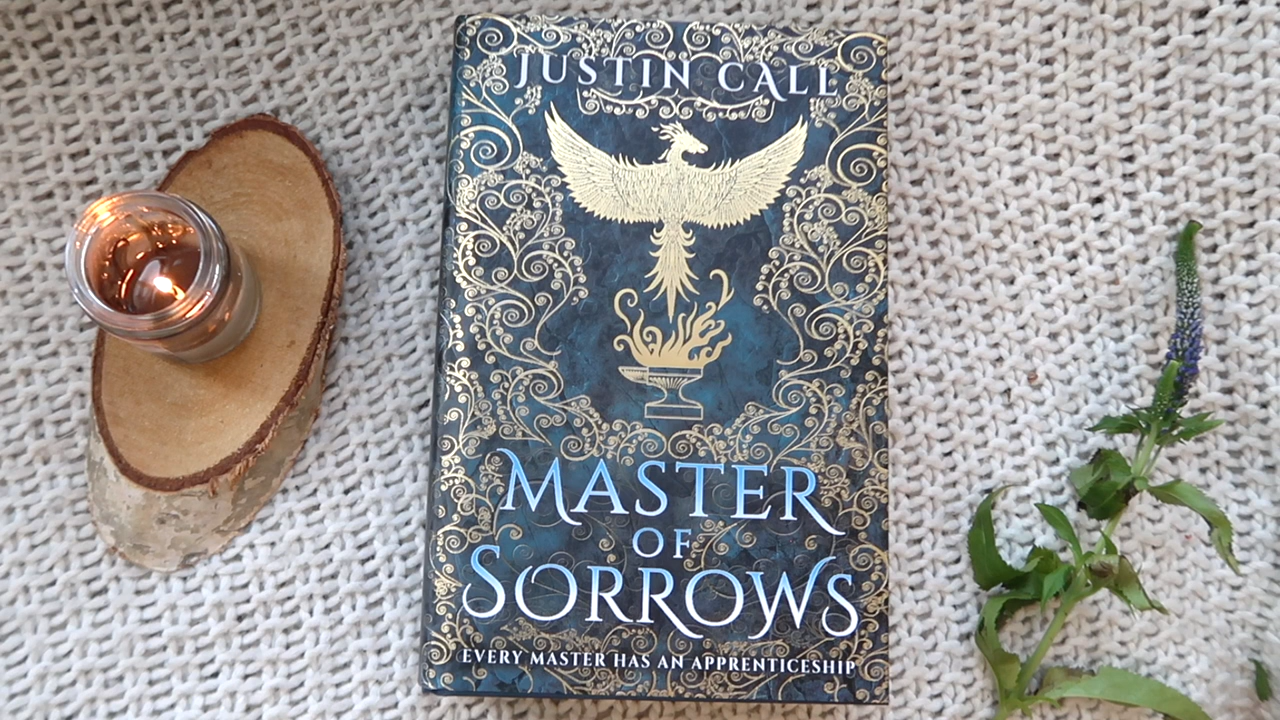 JUSTIN CALL
MASTER
OF
SORROWS
EVERY MASTER HAS AN APPRENTICESHIP